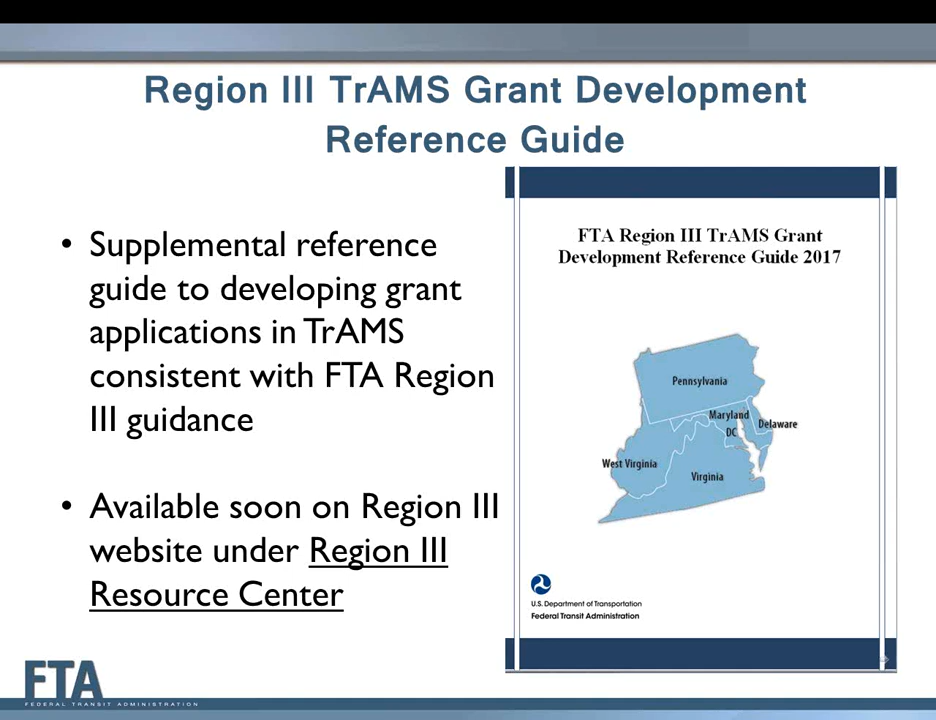 Region III TrAMS Grant Development
Reference Guide
• Supplemental reference
guide to developing grant
applications in TrAMS
consistent with FTA Region
III guidance
• Available soon on Region III
website under Region III
Resource Center
FTA Region III TrAMS Grant
Development Reference Guide 2017
Pennsylvania
Maryland
Delaware
DC
West Virginia
Virginia
U.S. Department of Transportation
Federal Transit Administration
FTA
FEDERAL TRANSIT ADMINISTRATION